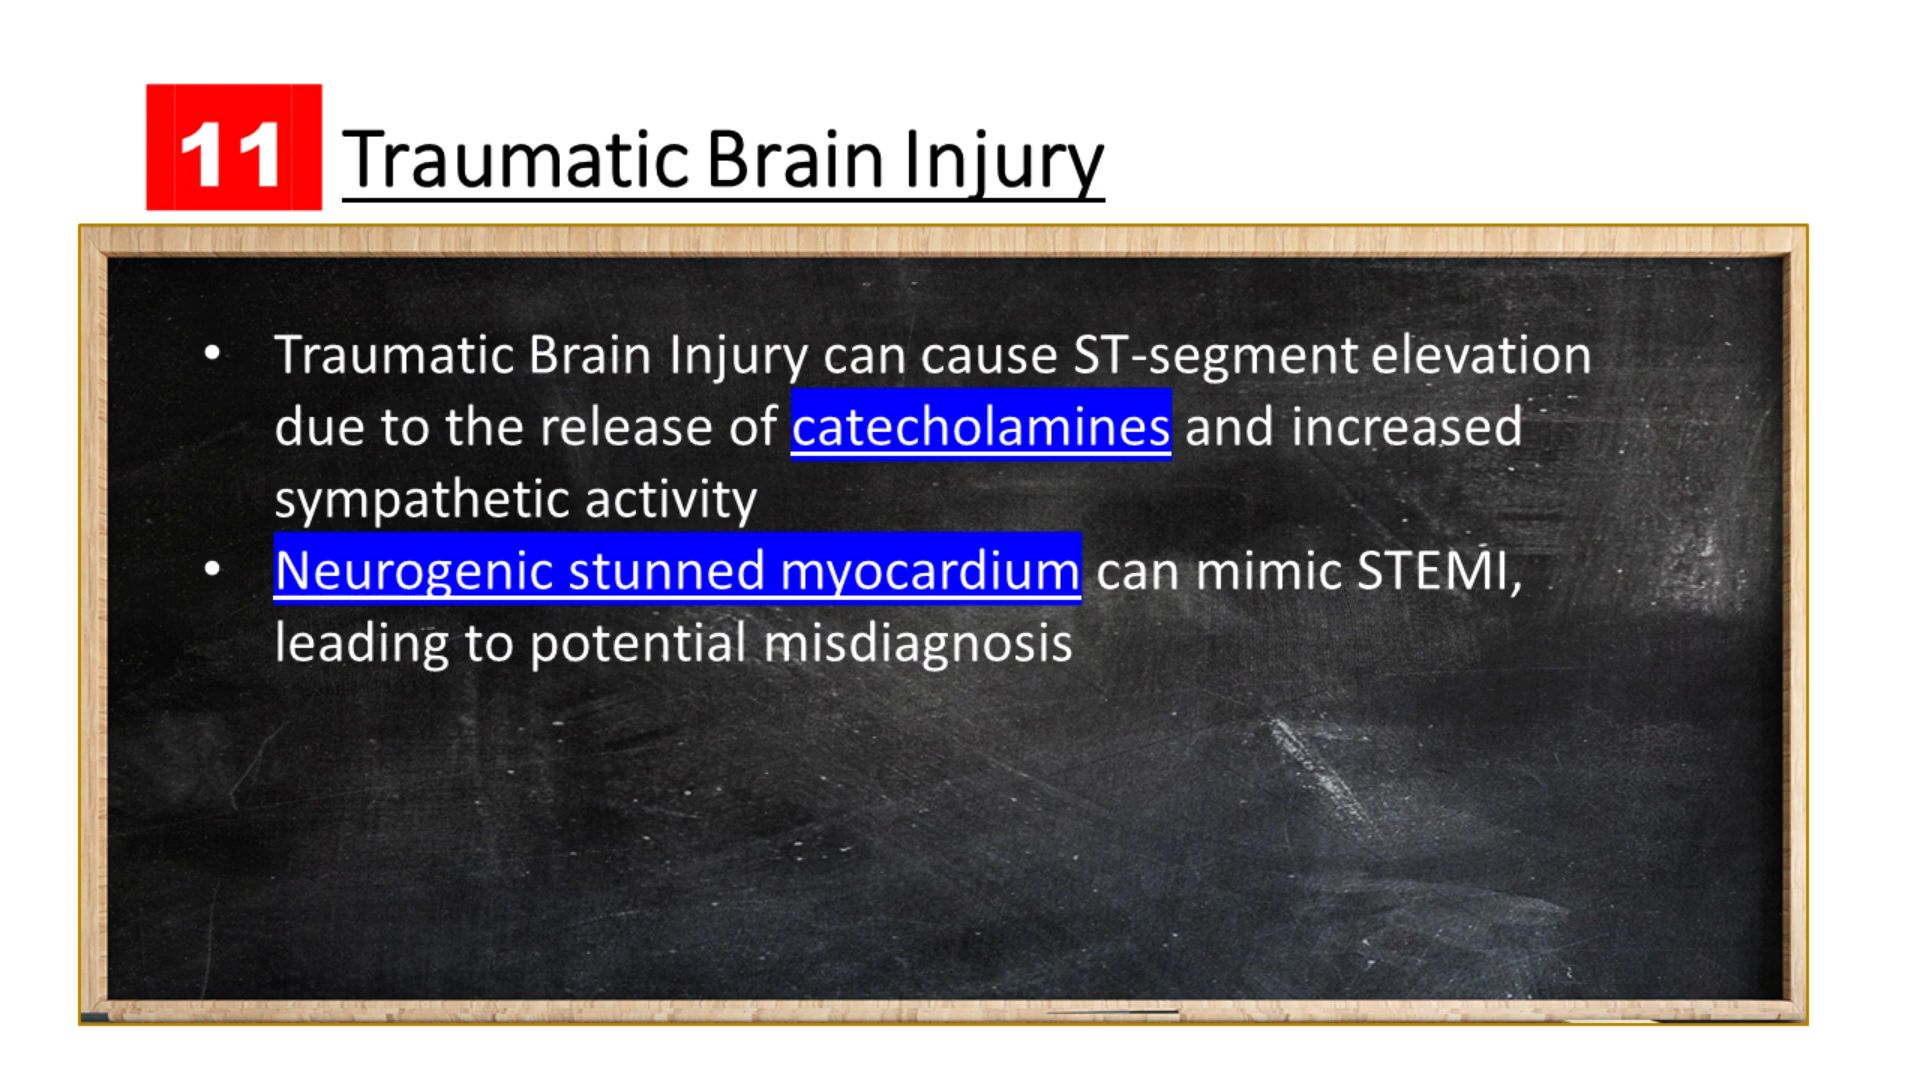 11 Traumatic Brain Injury
• Traumatic Brain Injury can cause ST-segment elevation
due to the release of catecholamines and increased
sympathetic activity
• Neurogenic stunned myocardium can mimic STEMI,
leading to potential misdiagnosis